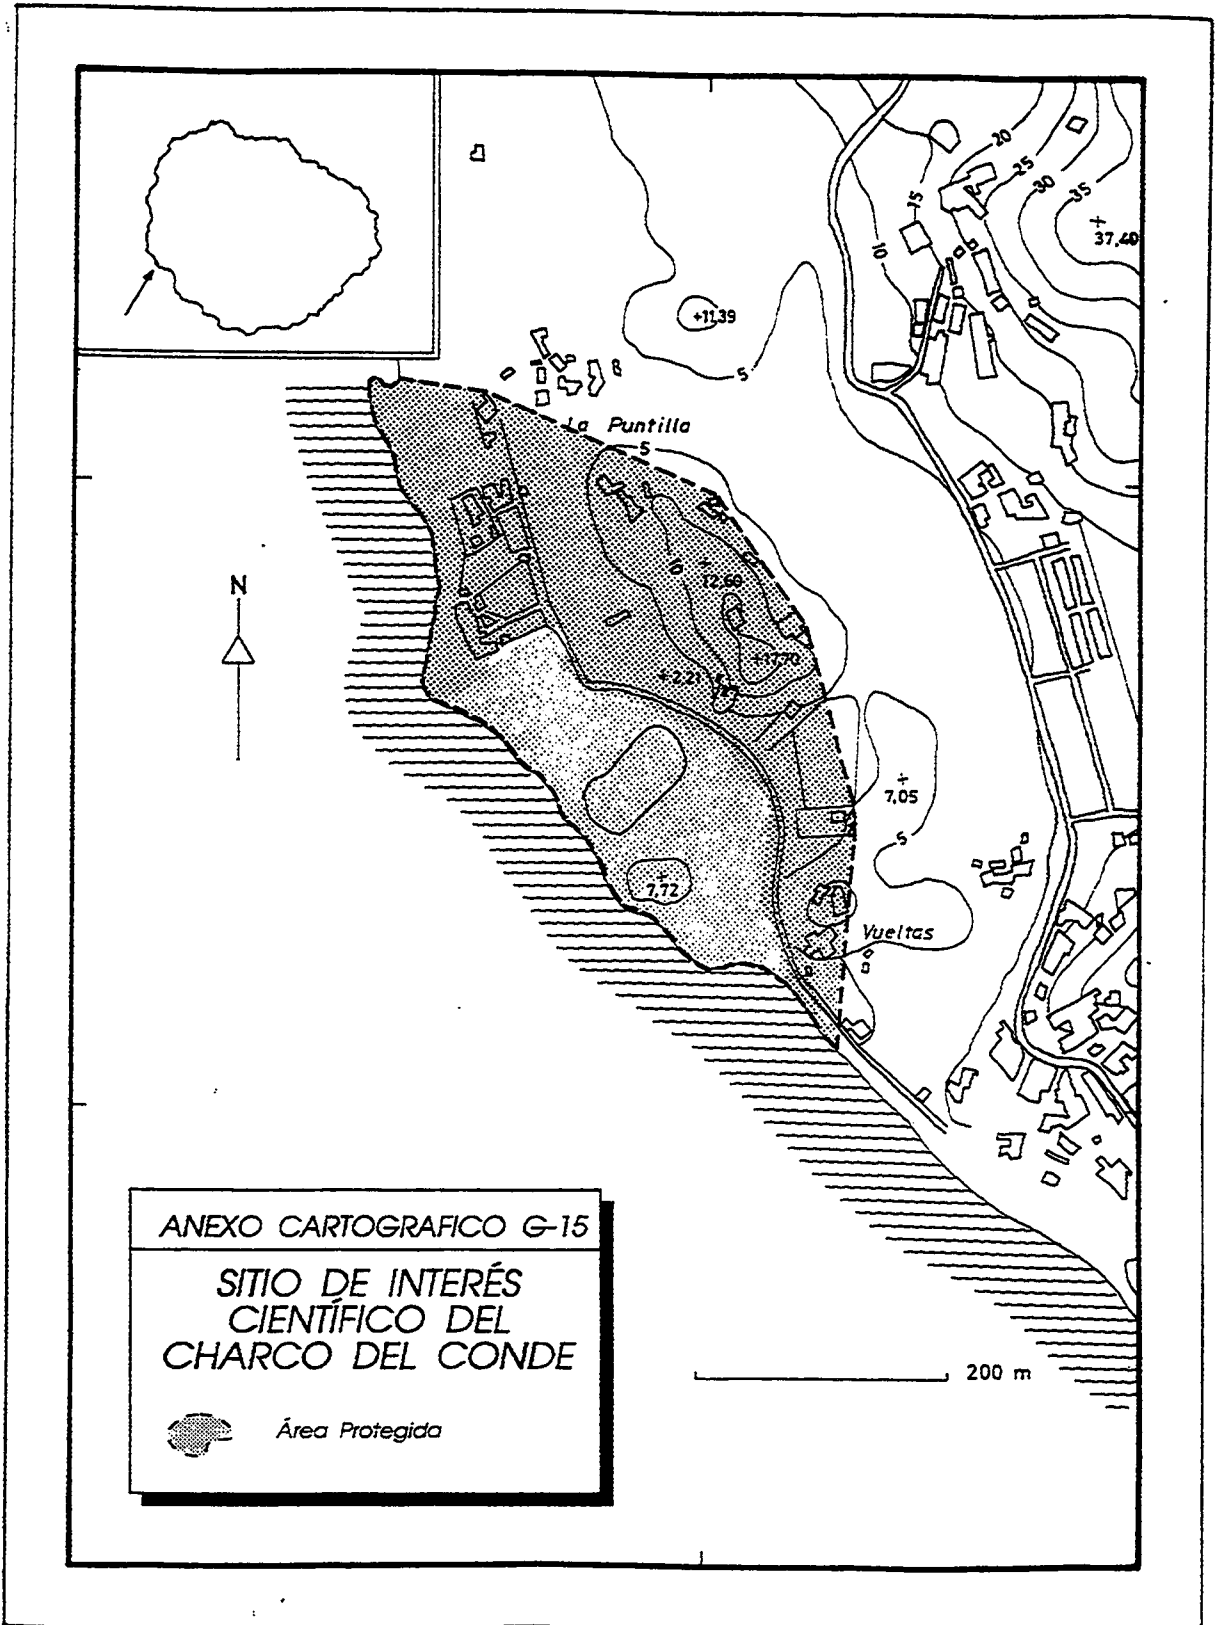 20
25
30
35
15
37,40
10
+11,39
5
La Puntilla
5
N
12,60
+17,70
+2,21
7,05
5
7,72
Vueltas
ANEXO CARTOGRAFICO G-15
SITIO DE INTERÉS
CIENTÍFICO DEL
CHARCO DEL CONDE
200 m
Área Protegida